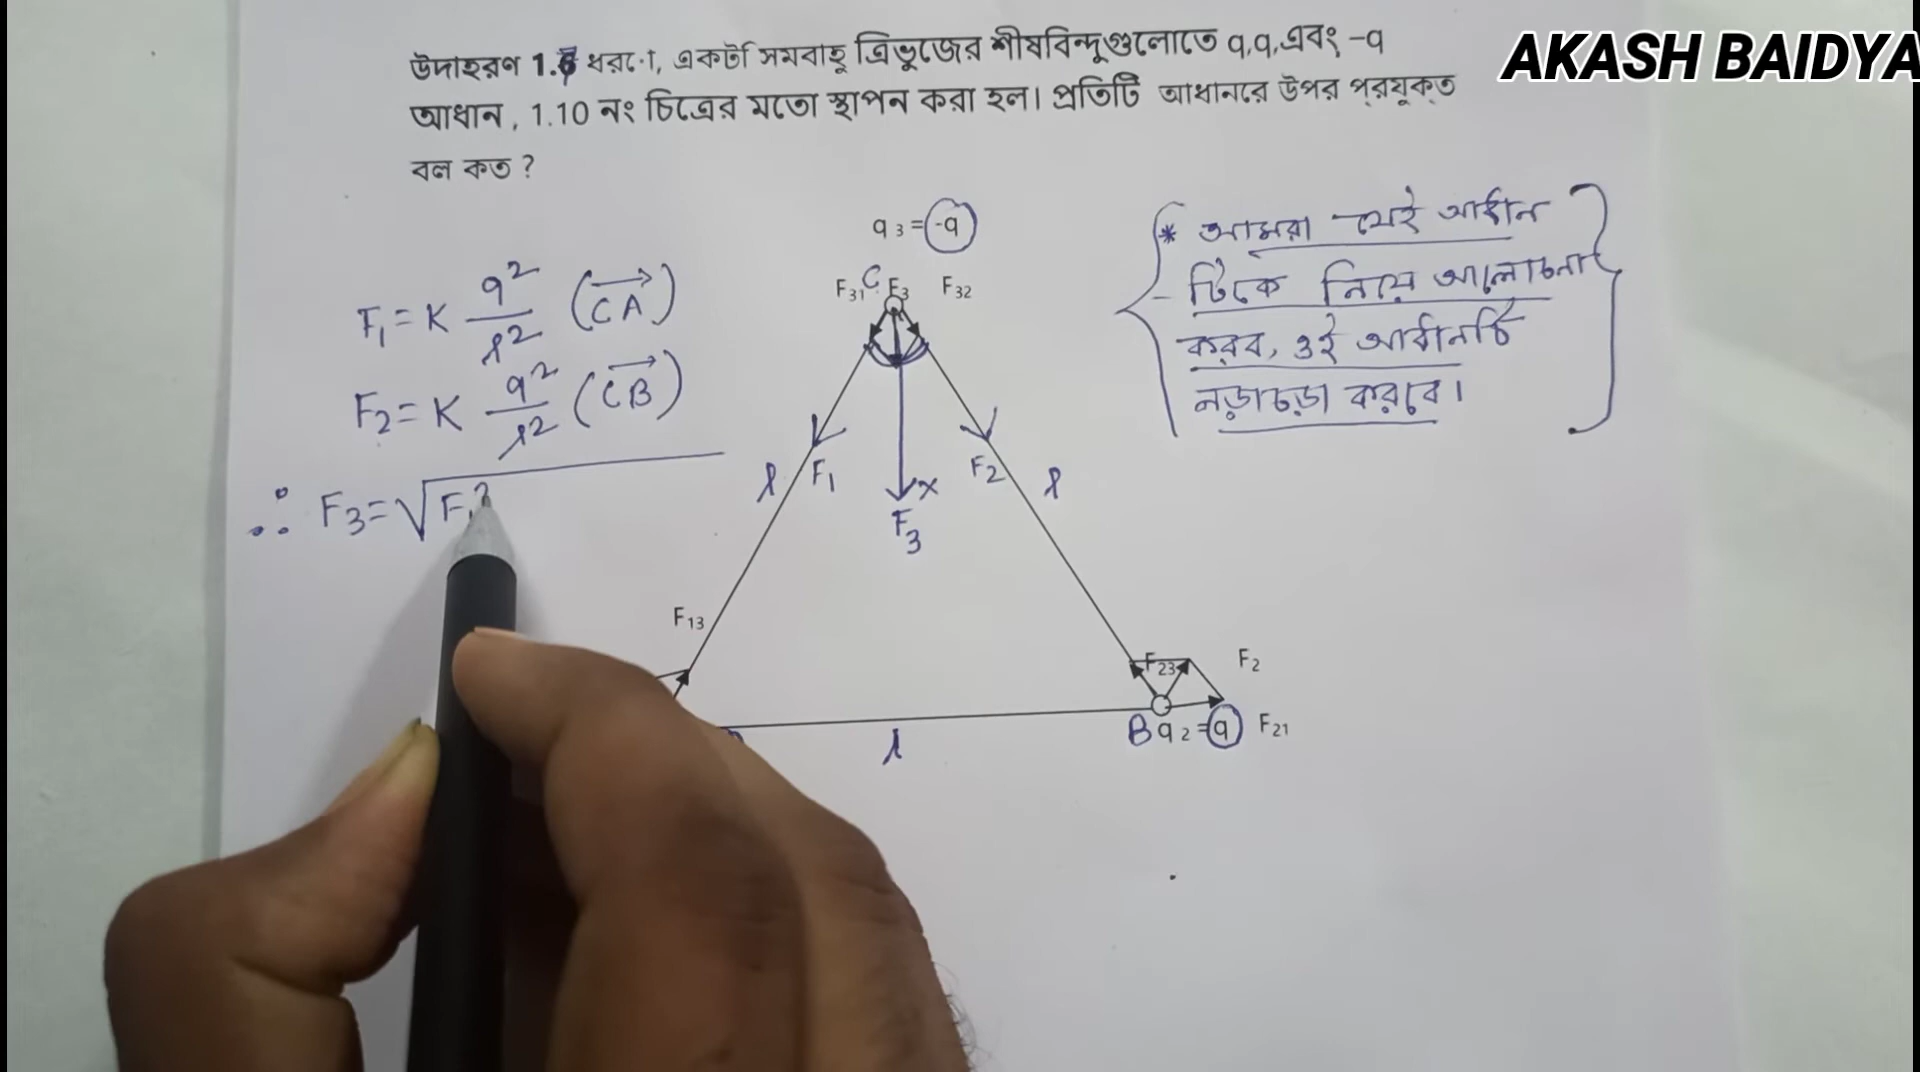 AKASH BAIDYA
উদাহরণ 1. ধর একটি সমবাহু ত্রিভুজের শীষবিন্দুগুলোতে q,q,এবং -q
আধান , 1.10 নং চিত্রের মতো স্থাপন করা হল। প্রতিটি আধানরে উপর প্রযুক্ত
বল কত ?
q3 = -q
F31 C F3 F32
* আমরা যেই আধান
টিকে নিয়ে আলোচনা
করব, ওই আধানটি
নড়াচড়া করবে।
F1 = K q²/l² (CA)
F2 = K q²/l² (CB)
∴ F3 = √F1²
l F1 x F2 l
F3
F13
F23 F2
B q2 = q F21
l